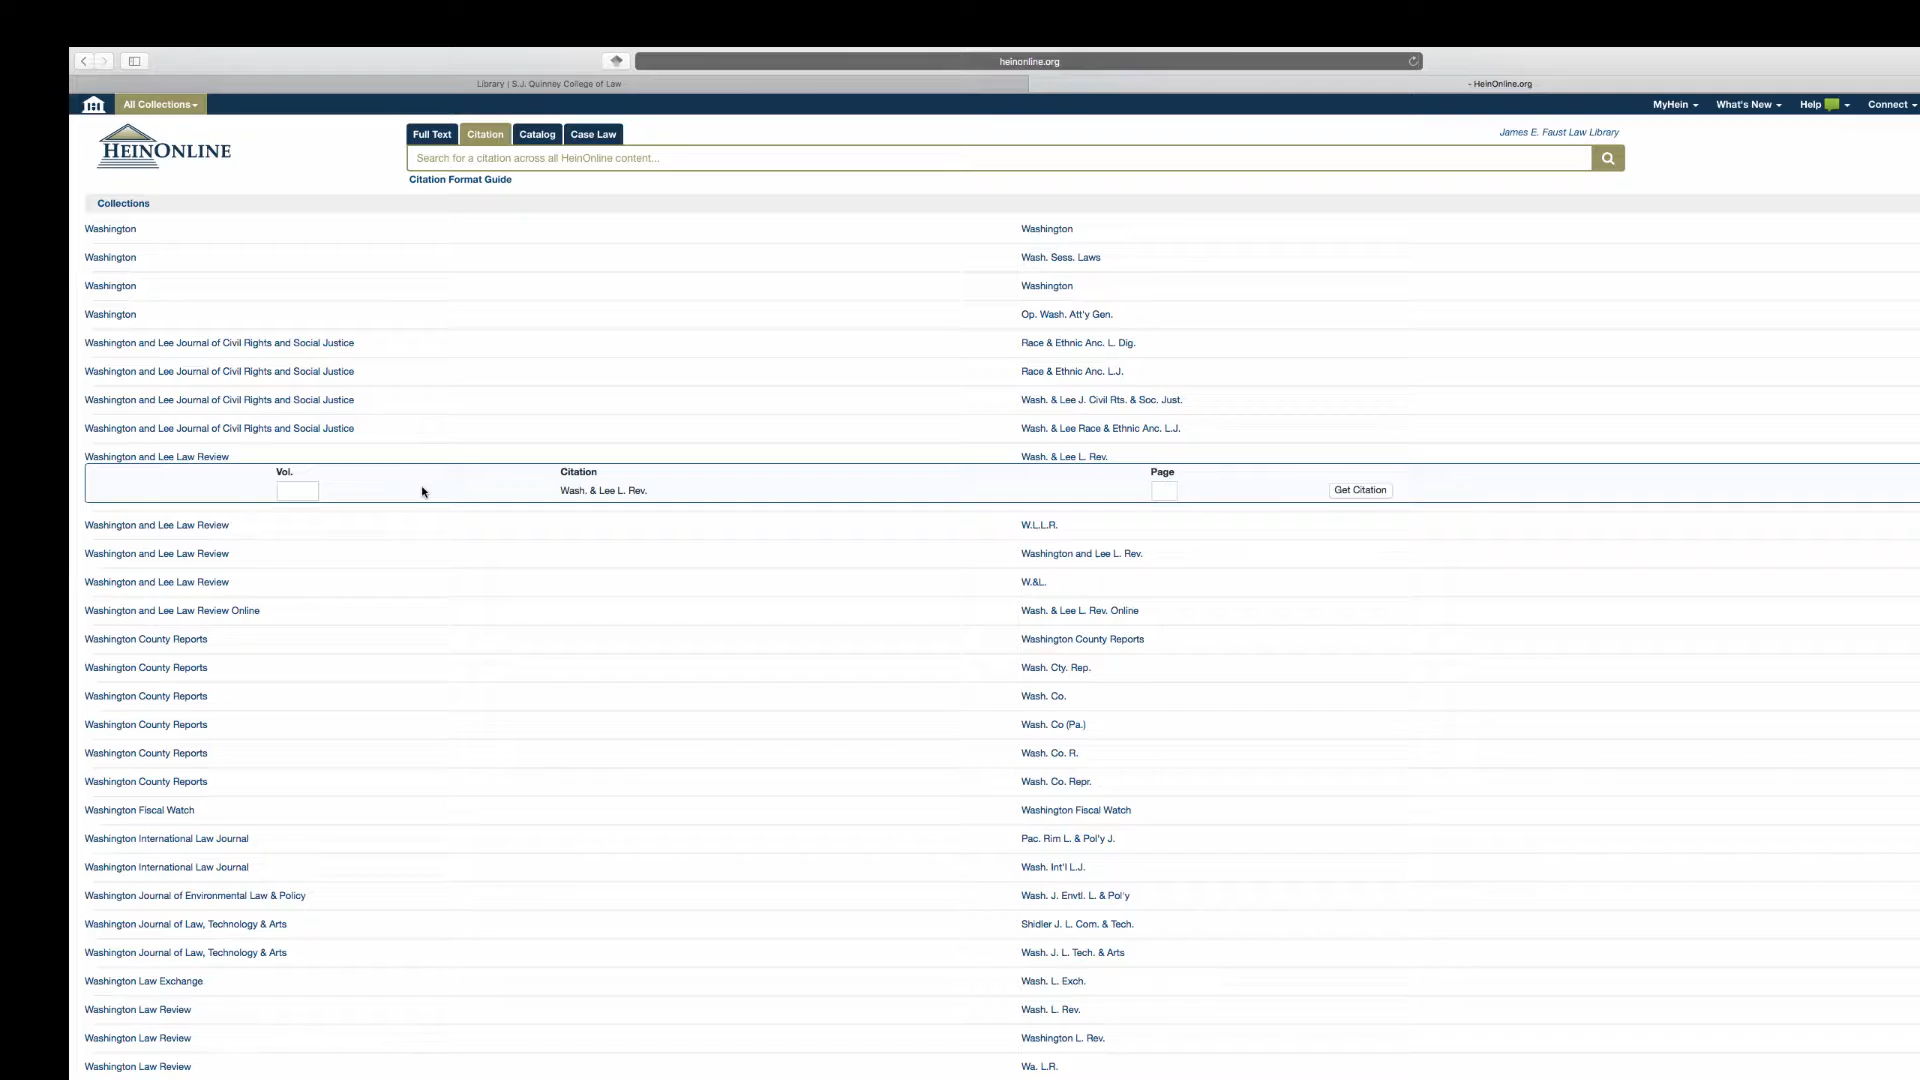 heinonline.org
Library | S.J. Quinney College of Law
- HeinOnline.org
All Collections
MyHein
What's New
Help
Connect
HEINONLINE
Full Text
Citation
Catalog
Case Law
James E. Faust Law Library
Search for a citation across all HeinOnline content...
Citation Format Guide
Collections
Washington Washington
Washington Wash. Sess. Laws
Washington Washington
Washington Op. Wash. Att'y Gen.
Washington and Lee Journal of Civil Rights and Social Justice Race & Ethnic Anc. L. Dig.
Washington and Lee Journal of Civil Rights and Social Justice Race & Ethnic Anc. L.J.
Washington and Lee Journal of Civil Rights and Social Justice Wash. & Lee J. Civil Rts. & Soc. Just.
Washington and Lee Journal of Civil Rights and Social Justice Wash. & Lee Race & Ethnic Anc. L.J.
Washington and Lee Law Review Wash. & Lee L. Rev.
Vol. Citation Page
Wash. & Lee L. Rev. Get Citation
Washington and Lee Law Review W.L.L.R.
Washington and Lee Law Review Washington and Lee L. Rev.
Washington and Lee Law Review W.&L.
Washington and Lee Law Review Online Wash. & Lee L. Rev. Online
Washington County Reports Washington County Reports
Washington County Reports Wash. Cty. Rep.
Washington County Reports Wash. Co.
Washington County Reports Wash. Co (Pa.)
Washington County Reports Wash. Co. R.
Washington County Reports Wash. Co. Repr.
Washington Fiscal Watch Washington Fiscal Watch
Washington International Law Journal Pac. Rim L. & Pol'y J.
Washington International Law Journal Wash. Int'l L.J.
Washington Journal of Environmental Law & Policy Wash. J. Envtl. L. & Pol'y
Washington Journal of Law, Technology & Arts Shidler J. L. Com. & Tech.
Washington Journal of Law, Technology & Arts Wash. J. L. Tech. & Arts
Washington Law Exchange Wash. L. Exch.
Washington Law Review Wash. L. Rev.
Washington Law Review Washington L. Rev.
Washington Law Review Wa. L.R.